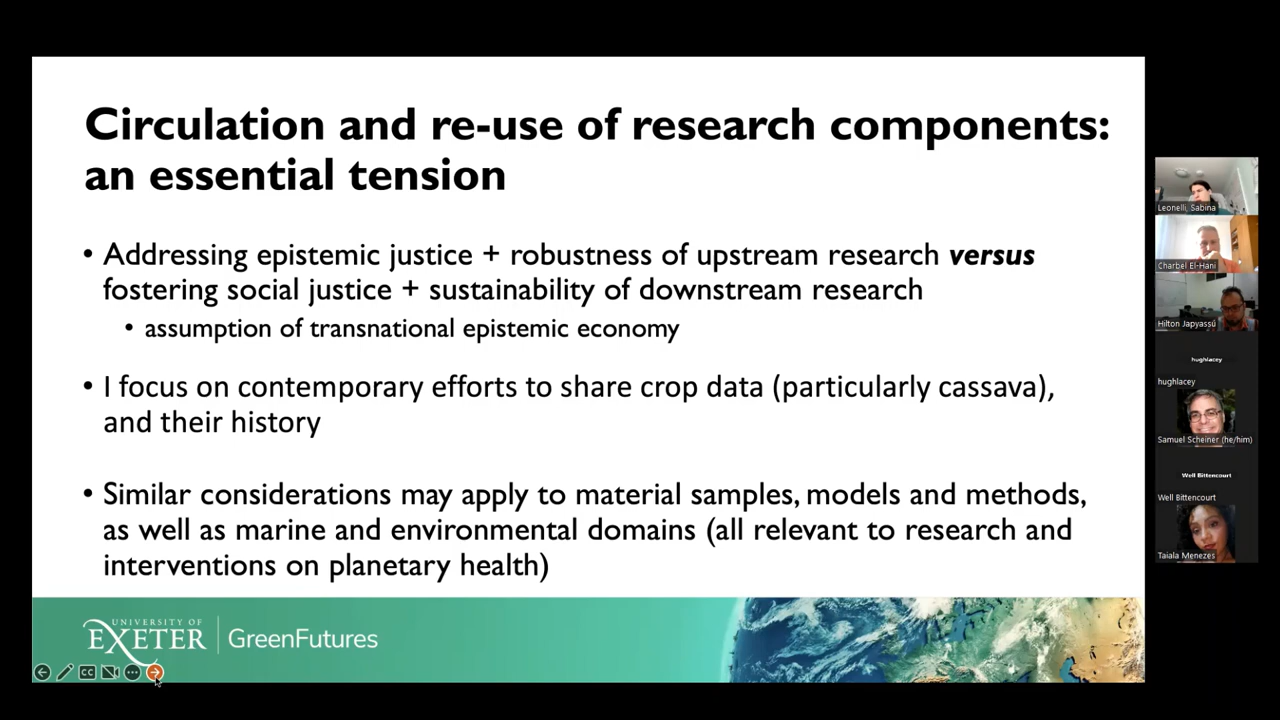 Circulation and re-use of research components:
an essential tension
• Addressing epistemic justice + robustness of upstream research versus
fostering social justice + sustainability of downstream research
• assumption of transnational epistemic economy
• I focus on contemporary efforts to share crop data (particularly cassava),
and their history
• Similar considerations may apply to material samples, models and methods,
as well as marine and environmental domains (all relevant to research and
interventions on planetary health)
UNIVERSITY OF
EXETER
GreenFutures
CC
Leonelli, Sabina
Charbel El-Hani
Hilton Japyassú
hughlacey
hughlacey
Samuel Scheiner (he/him)
Well Bittencourt
Well Bittencourt
Taiala Menezes